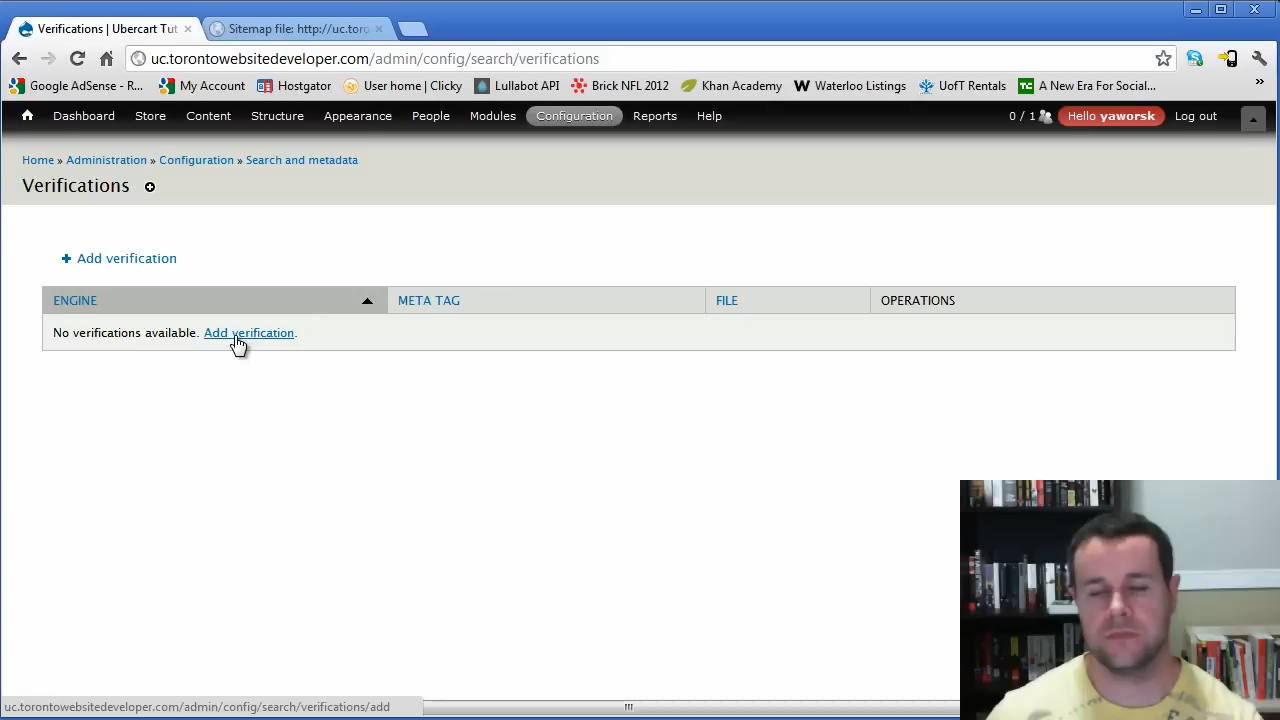 Verifications | Ubercart Tut
Sitemap file: http://uc.toro
uc.torontowebsitedeveloper.com/admin/config/search/verifications
Google AdSense - R... My Account Hostgator User home | Clicky Lullabot API Brick NFL 2012 Khan Academy Waterloo Listings UofT Rentals A New Era For Social... »
Dashboard Store Content Structure Appearance People Modules Configuration Reports Help 0 / 1 Hello yaworsk Log out
Home » Administration » Configuration » Search and metadata
Verifications
Add verification
ENGINE META TAG FILE OPERATIONS
No verifications available. Add verification.
uc.torontowebsitedeveloper.com/admin/config/search/verifications/add